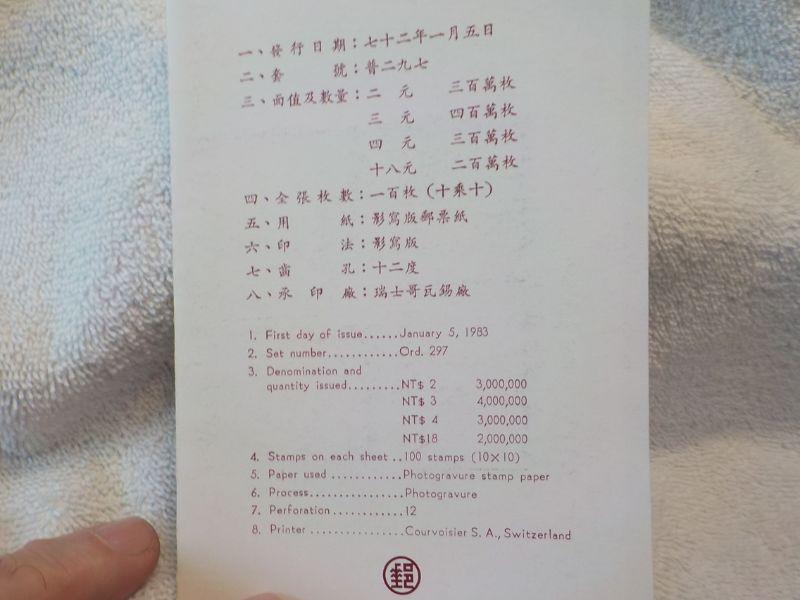 一、發行日期：七十二年一月五日
二、套　　號：普二九七
三、面值及數量：二　元　三百萬枚
三　元　四百萬枚
四　元　三百萬枚
十八元　二百萬枚
四、全張枚數：一百枚（十乘十）
五、用　　紙：影寫版郵票紙
六、印　　法：影寫版
七、齒　　孔：十二度
八、承印廠：瑞士哥瓦錫廠
1. First day of issue......January 5, 1983
2. Set number............Ord. 297
3. Denomination and
quantity issued.........NT$ 2 3,000,000
NT$ 3 4,000,000
NT$ 4 3,000,000
NT$18 2,000,000
4. Stamps on each sheet ..100 stamps (10×10)
5. Paper used ............Photogravure stamp paper
6. Process................Photogravure
7. Perforation ............12
8. Printer ................Courvoisier S. A., Switzerland
郵